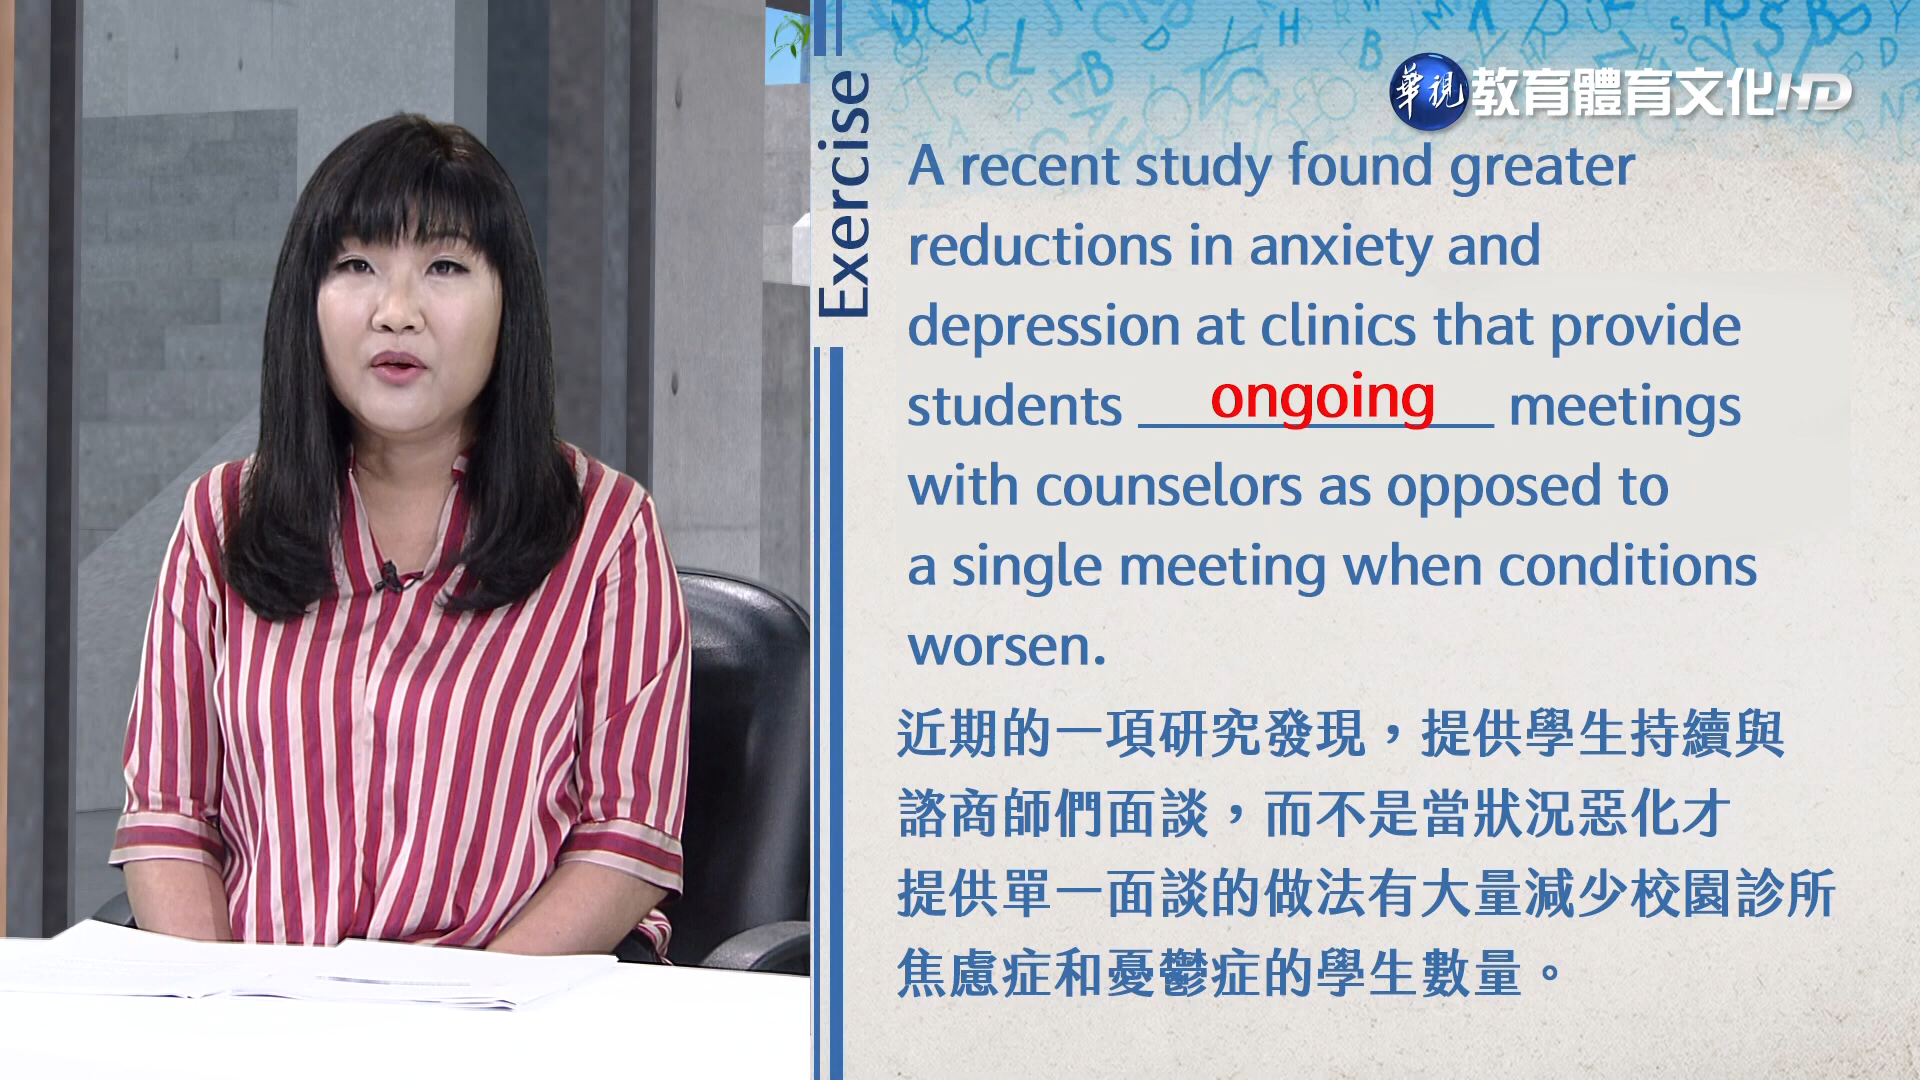 華視 教育體育文化HD
Exercise
A recent study found greater
reductions in anxiety and
depression at clinics that provide
students ongoing meetings
with counselors as opposed to
a single meeting when conditions
worsen.
近期的一項研究發現，提供學生持續與
諮商師們面談，而不是當狀況惡化才
提供單一面談的做法有大量減少校園診所
焦慮症和憂鬱症的學生數量。